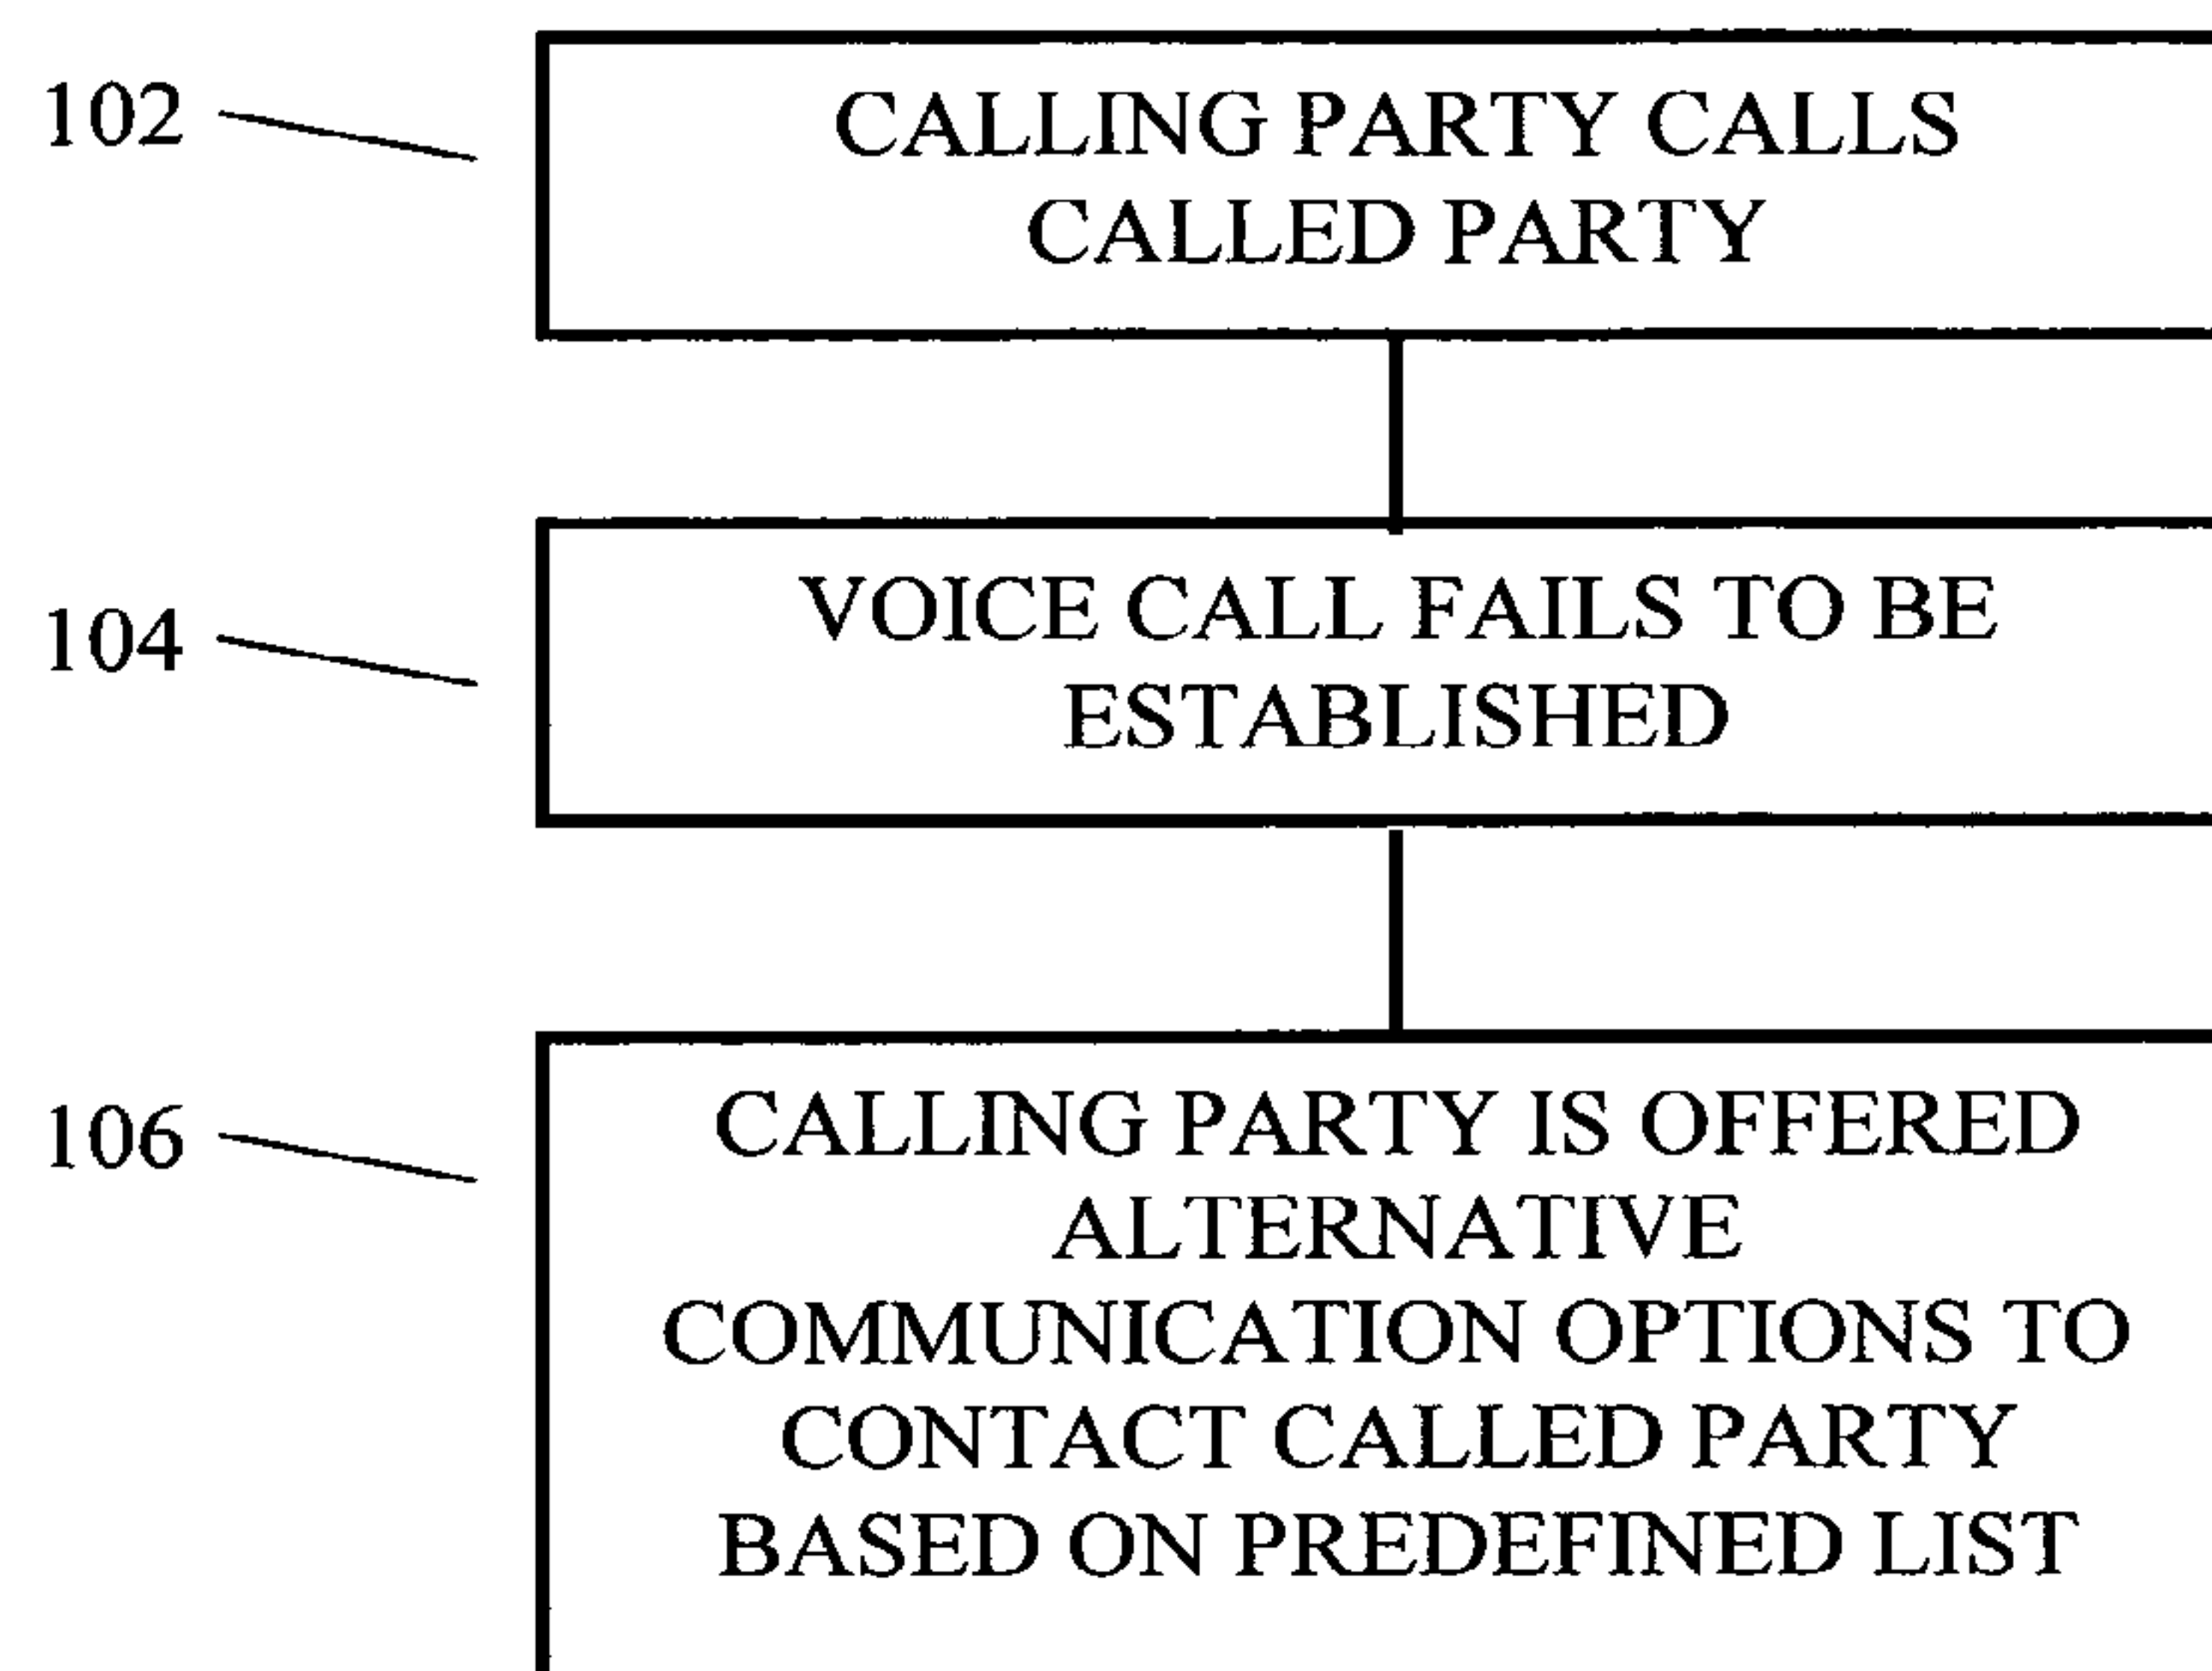 102
CALLING PARTY CALLS
CALLED PARTY
104
VOICE CALL FAILS TO BE
ESTABLISHED
106
CALLING PARTY IS OFFERED
ALTERNATIVE
COMMUNICATION OPTIONS TO
CONTACT CALLED PARTY
BASED ON PREDEFINED LIST